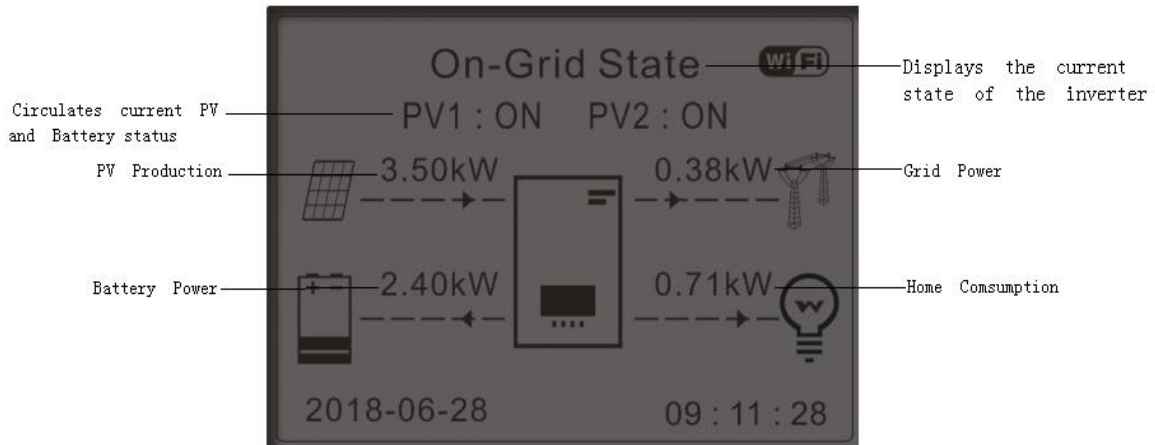 On-Grid State
WiFi
Displays the current
state of the inverter
Circulates current PV
and Battery status
PV1 : ON PV2 : ON
PV Production
3.50kW
0.38kW
Grid Power
Battery Power
+ -
2.40kW
0.71kW
Home Comsumption
2018-06-28
09 : 11 : 28